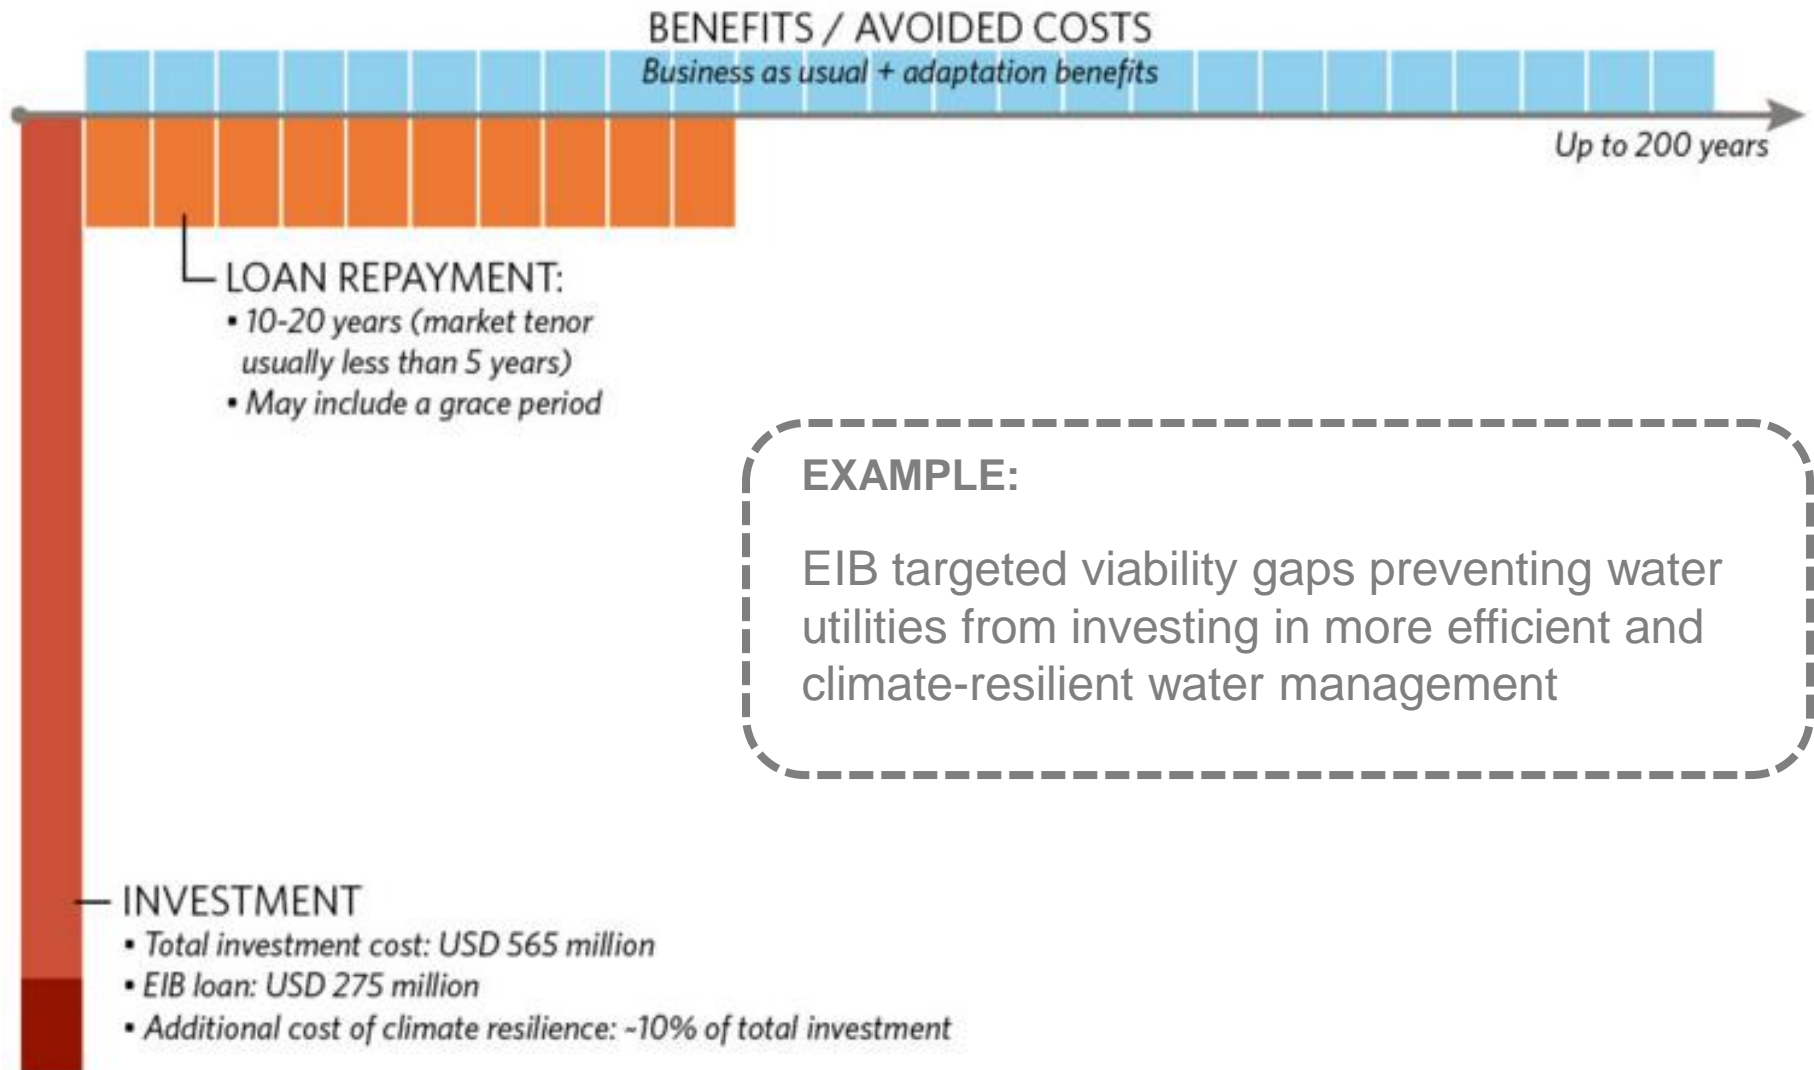 BENEFITS / AVOIDED COSTS
Business as usual + adaptation benefits
Up to 200 years
LOAN REPAYMENT:
▪ 10-20 years (market tenor
usually less than 5 years)
▪ May include a grace period
EXAMPLE:
EIB targeted viability gaps preventing water
utilities from investing in more efficient and
climate-resilient water management
INVESTMENT
▪ Total investment cost: USD 565 million
▪ EIB loan: USD 275 million
▪ Additional cost of climate resilience: ~10% of total investment